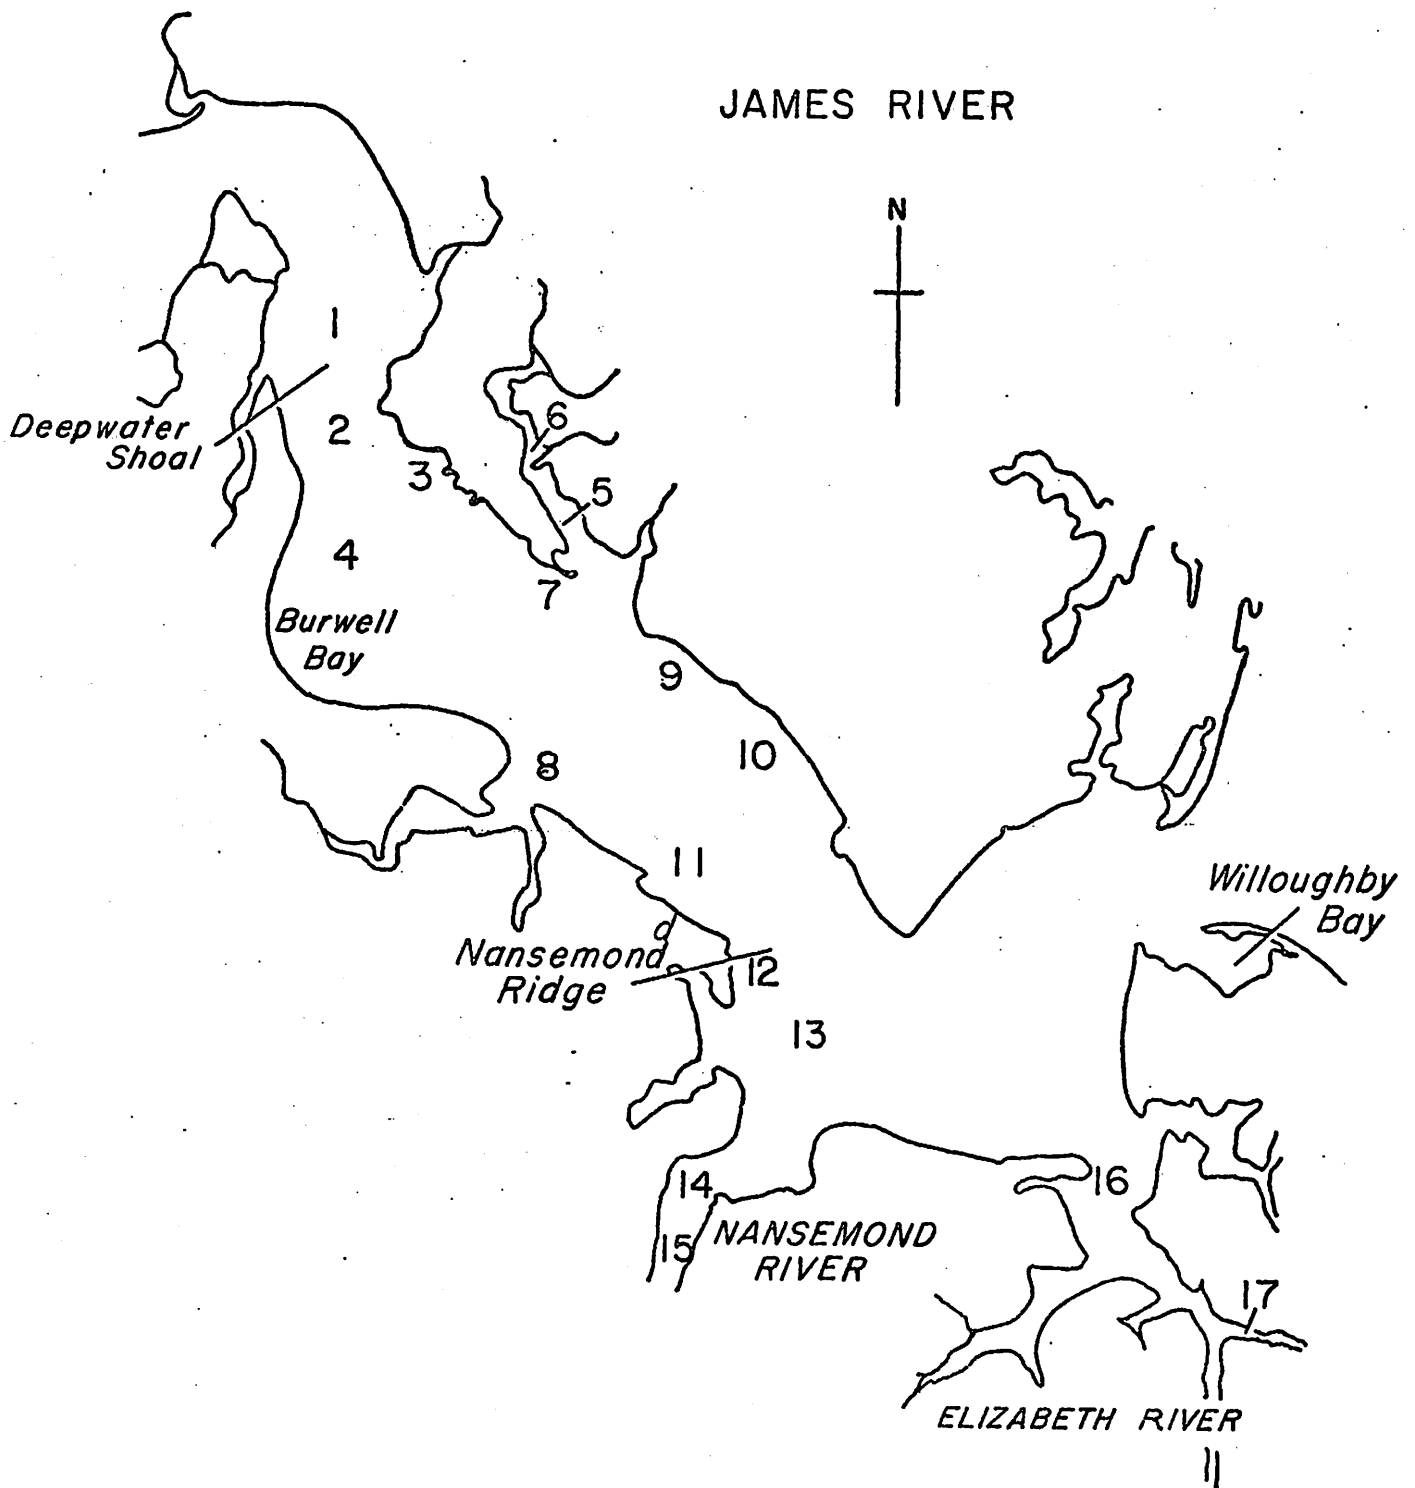 JAMES RIVER
N
1
Deepwater
Shoal
2
6
3
5
4
7
Burwell
Bay
9
10
8
11
Willoughby
Bay
Nansemond
Ridge
12
13
14
16
15
NANSEMOND
RIVER
17
ELIZABETH RIVER